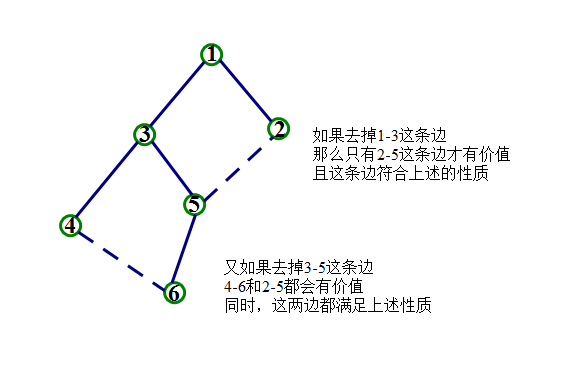 1
2
3
如果去掉1-3这条边
那么只有2-5这条边才有价值
且这条边符合上述的性质
5
4
又如果去掉3-5这条边
4-6和2-5都会有价值
同时，这两边都满足上述性质
6